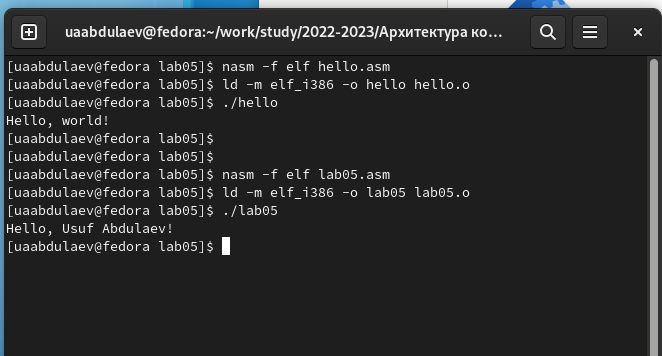 uaabdulaev@fedora:~/work/study/2022-2023/Архитектура ко...
[uaabdulaev@fedora lab05]$ nasm -f elf hello.asm
[uaabdulaev@fedora lab05]$ ld -m elf_i386 -o hello hello.o
[uaabdulaev@fedora lab05]$ ./hello
Hello, world!
[uaabdulaev@fedora lab05]$
[uaabdulaev@fedora lab05]$
[uaabdulaev@fedora lab05]$ nasm -f elf lab05.asm
[uaabdulaev@fedora lab05]$ ld -m elf_i386 -o lab05 lab05.o
[uaabdulaev@fedora lab05]$ ./lab05
Hello, Usuf Abdulaev!
[uaabdulaev@fedora lab05]$